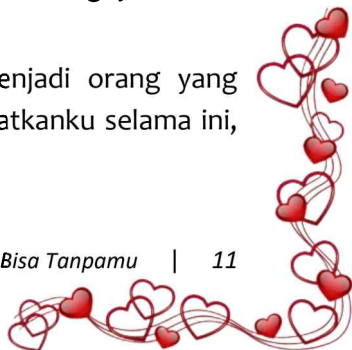 enjadi orang yang
atkanku selama ini,
Bisa Tanpamu | 11